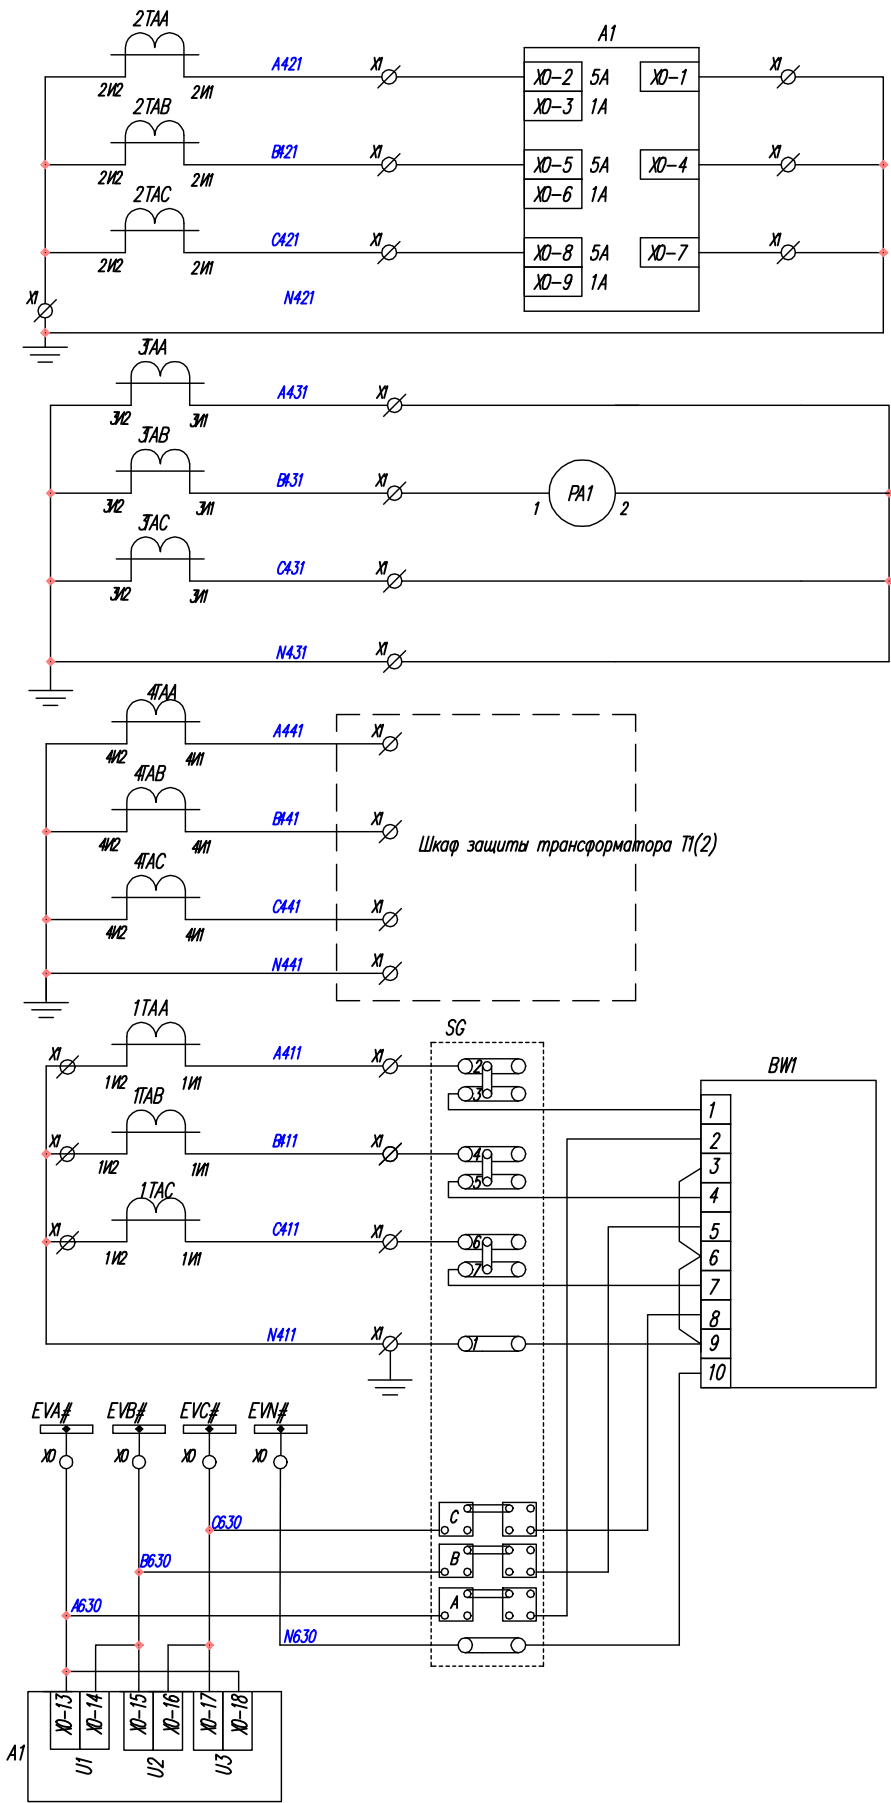 2TAA
A1
A421
X1
X0-2 5A
X0-1
X1
2И2
2И1
X0-3 1A
2TAB
B421
X1
X0-5 5A
X0-4
X1
2И2
2И1
X0-6 1A
2TAC
C421
X1
X0-8 5A
X0-7
X1
2И2
2И1
X0-9 1A
X1
N421
3TAA
A431
X1
3И2
3И1
3TAB
B431
X1
PA1
3И2
3И1
1
2
3TAC
C431
X1
3И2
3И1
N431
X1
4TAA
A441
X1
4И2
4И1
4TAB
B441
X1
4И2
4И1
Шкаф защиты трансформатора Т1(2)
4TAC
C441
X1
4И2
4И1
N441
X1
1TAA
SG
X1
A411
X1
2
BW1
1И2
1И1
3
1TAB
1
X1
B411
X1
4
2
1И2
1И1
5
3
1TAC
4
X1
C411
X1
6
5
1И2
1И1
7
6
7
8
N411
X1
1
9
10
EVA#
EVB#
EVC#
EVN#
X0
X0
X0
X0
C630
C
B630
B
A630
A
N630
X0-13
X0-14
X0-15
X0-16
X0-17
X0-18
A1
U1
U2
U3